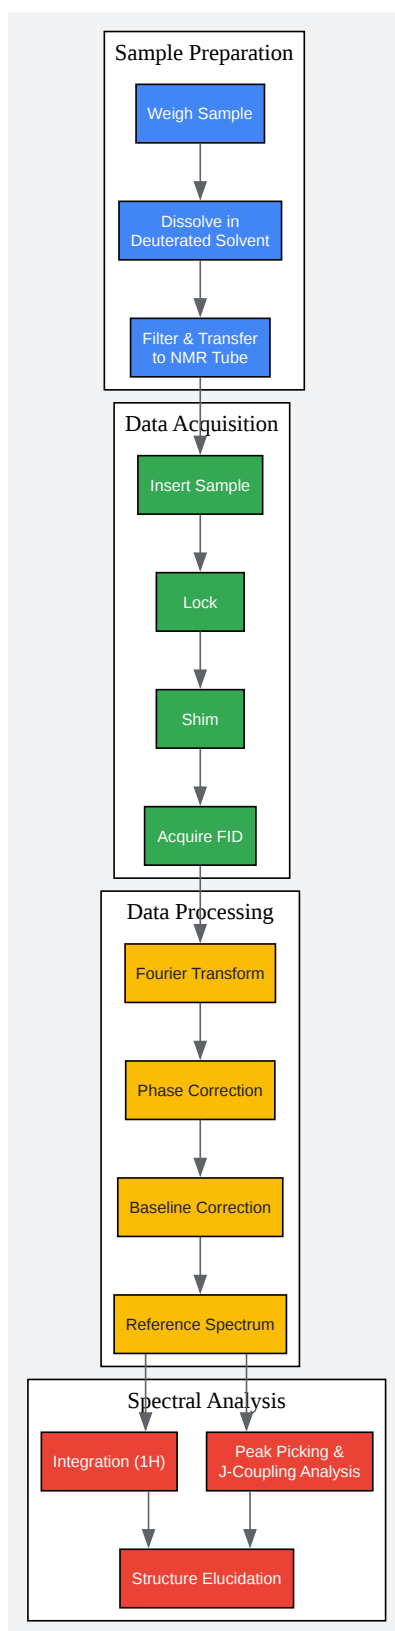 Sample Preparation
Weigh Sample
Dissolve in
Deuterated Solvent
Filter & Transfer
to NMR Tube
Data Acquisition
Insert Sample
Lock
Shim
Acquire FID
Data Processing
Fourier Transform
Phase Correction
Baseline Correction
Reference Spectrum
Spectral Analysis
Integration (1H)
Peak Picking &
J-Coupling Analysis
Structure Elucidation